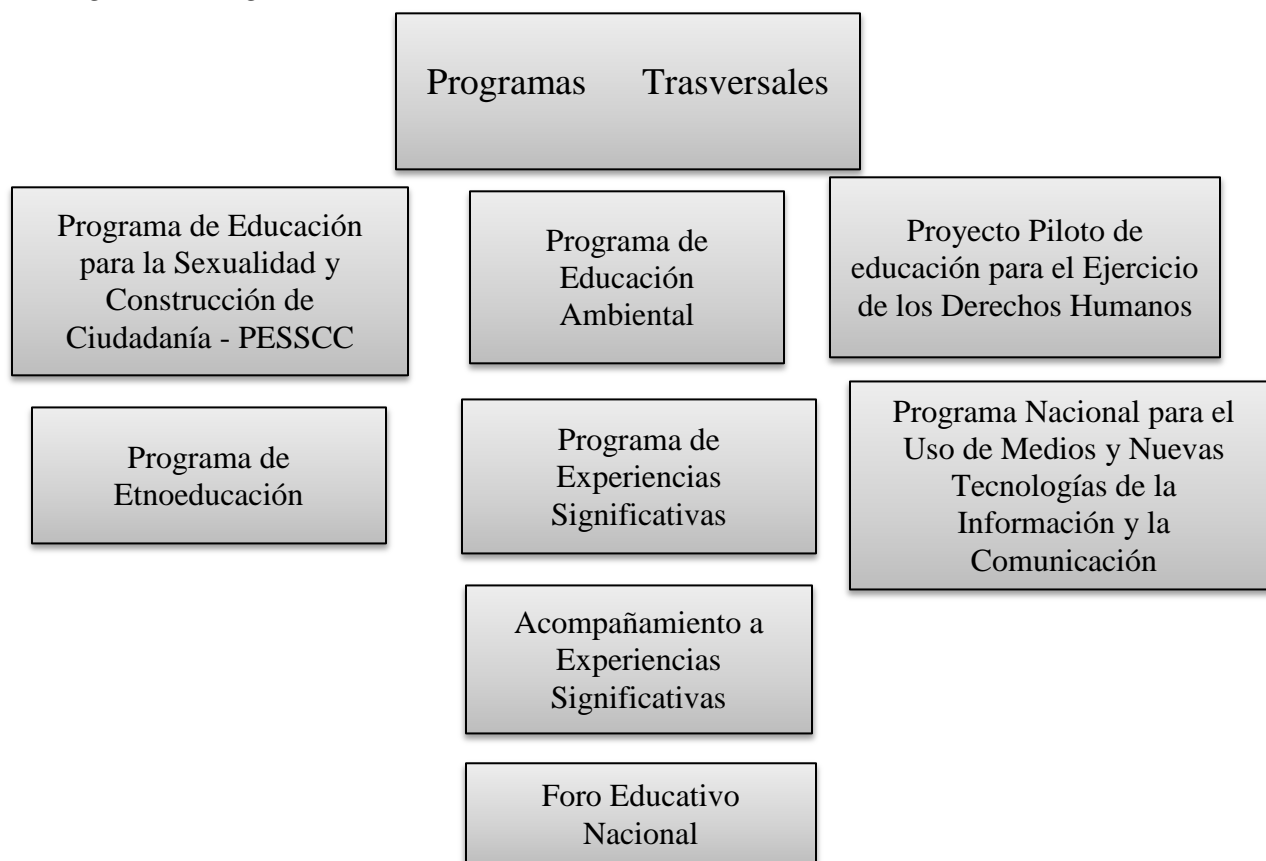 Programas Trasversales
Programa de Educación
para la Sexualidad y
Construcción de
Ciudadanía - PESSCC
Programa de
Educación
Ambiental
Proyecto Piloto de
educación para el Ejercicio
de los Derechos Humanos
Programa de
Etnoeducación
Programa de
Experiencias
Significativas
Programa Nacional para el
Uso de Medios y Nuevas
Tecnologías de la
Información y la
Comunicación
Acompañamiento a
Experiencias
Significativas
Foro Educativo
Nacional